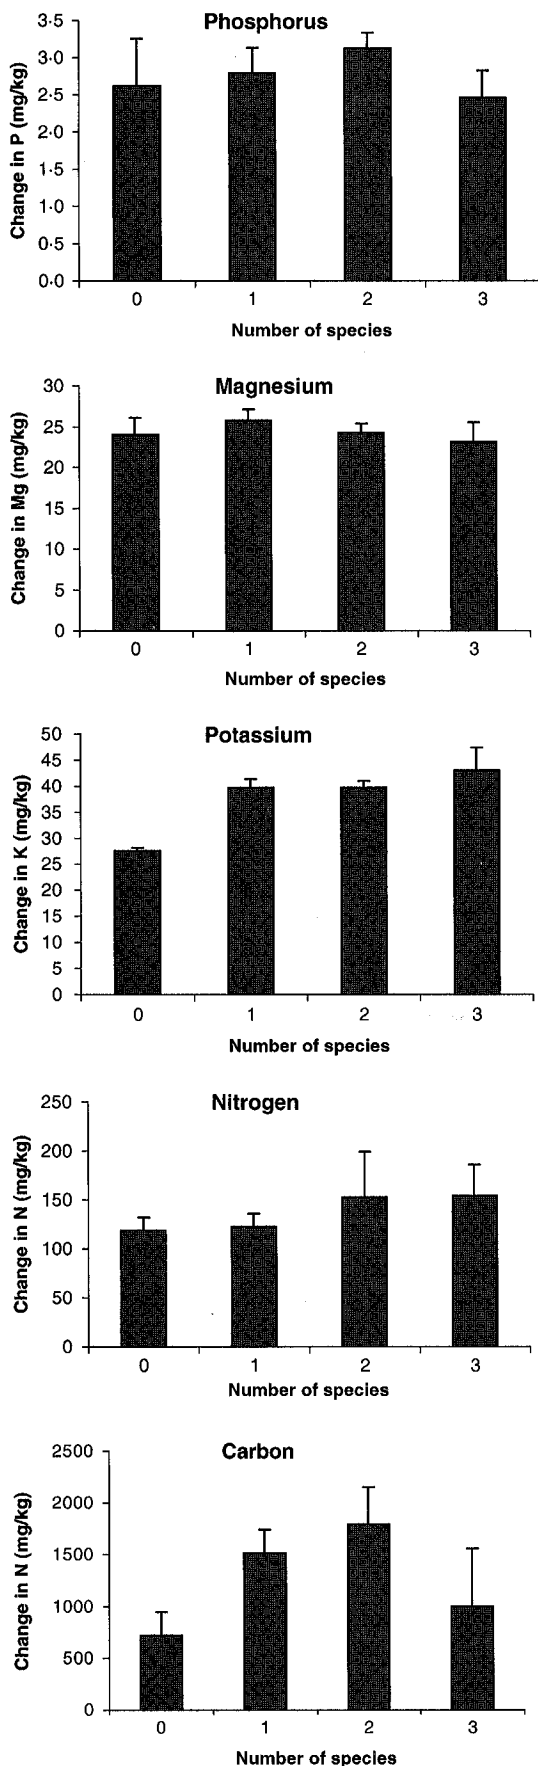 Phosphorus
Change in P (mg/kg)
3·5
3·0
2·5
2·0
1·5
1·0
0·5
0·0
0 1 2 3
Number of species
Magnesium
Change in Mg (mg/kg)
30
25
20
15
10
5
0
0 1 2 3
Number of species
Potassium
Change in K (mg/kg)
50
45
40
35
30
25
20
15
10
5
0
0 1 2 3
Number of species
Nitrogen
Change in N (mg/kg)
250
200
150
100
50
0
0 1 2 3
Number of species
Carbon
Change in N (mg/kg)
2500
2000
1500
1000
500
0
0 1 2 3
Number of species